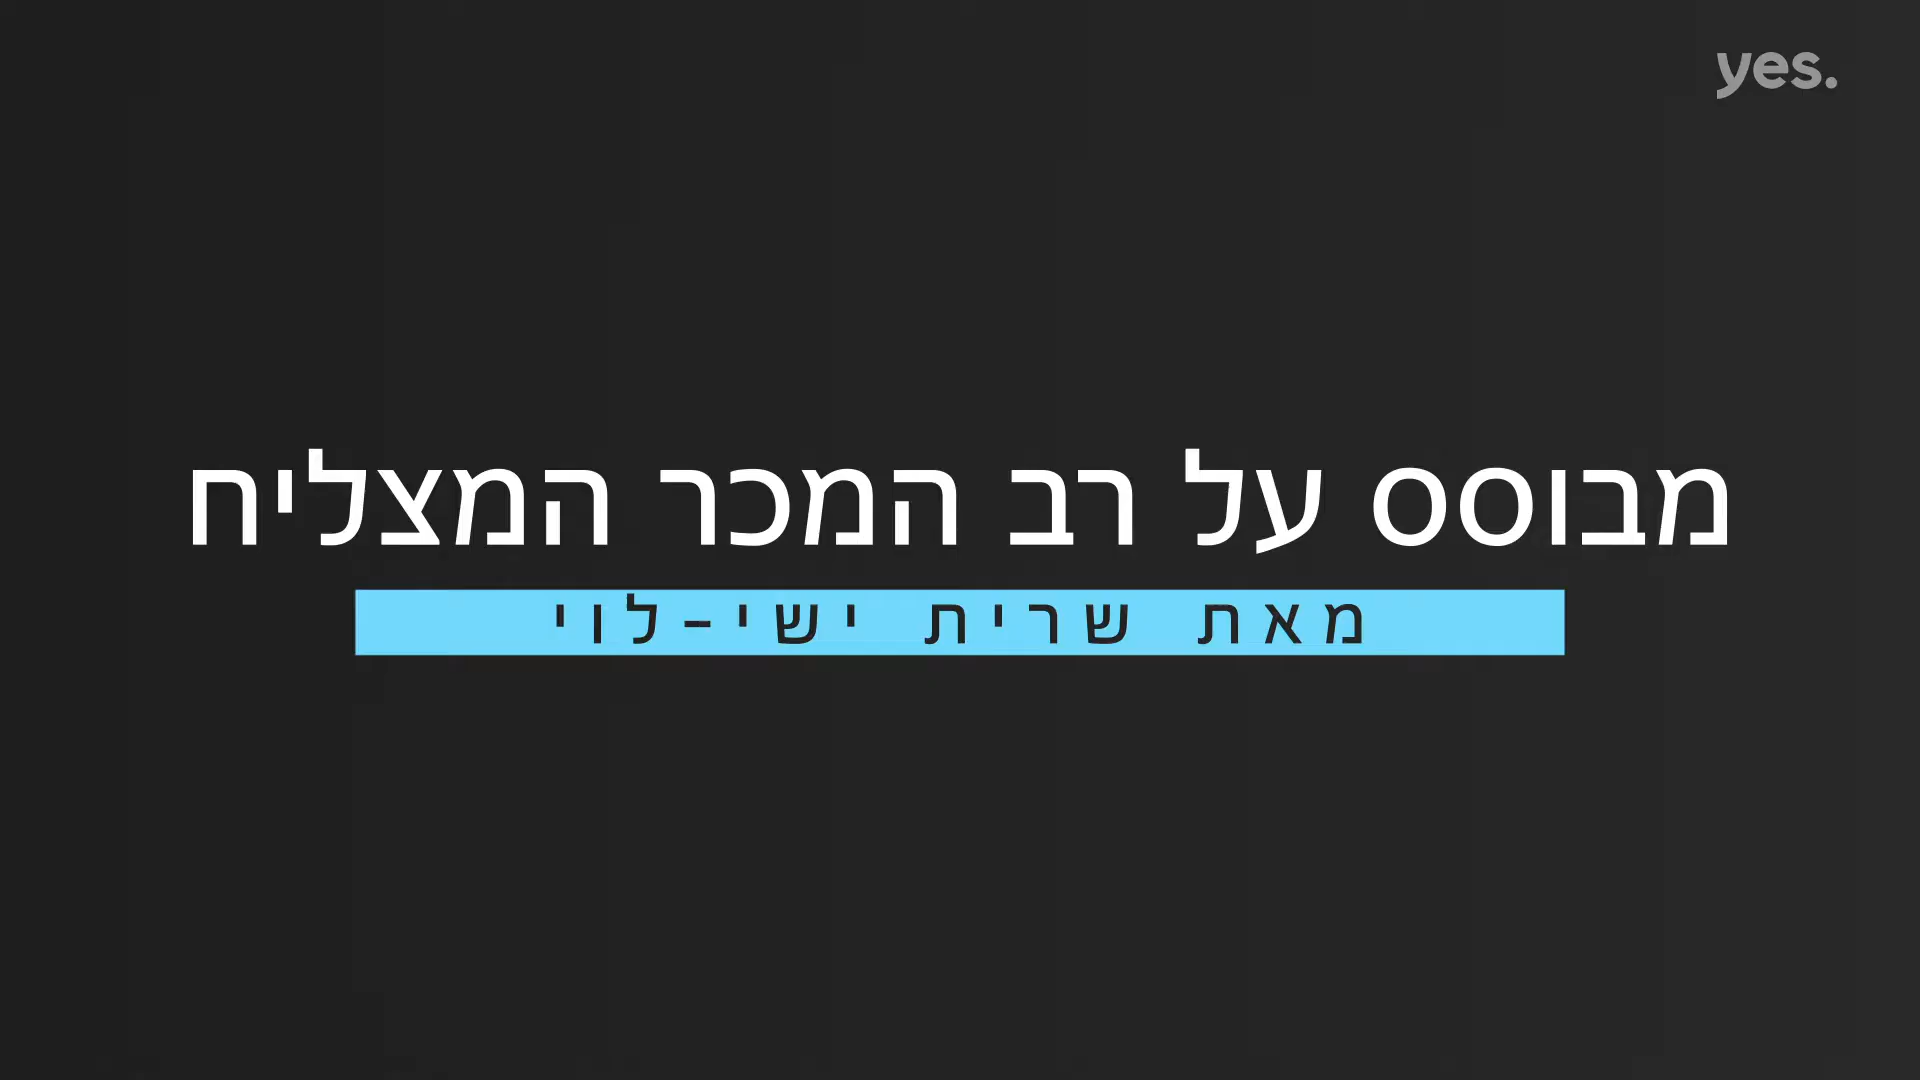 yes.
מבוסס על רב המכר המצליח
מאת שרית ישי-לוי